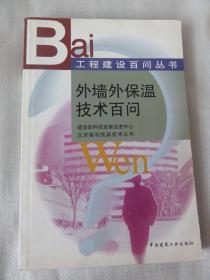 Bai
工程建设百问丛书
外墙外保温
技术百问
建设部科技发展促进中心
北京振利高新技术公司
Wen
中国建筑工业出版社